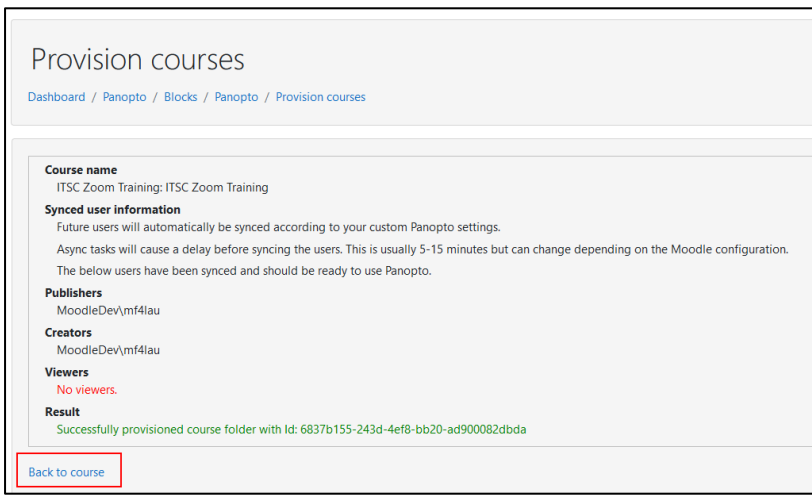 Provision courses
Dashboard / Panopto / Blocks / Panopto / Provision courses
Course name
ITSC Zoom Training: ITSC Zoom Training
Synced user information
Future users will automatically be synced according to your custom Panopto settings.
Async tasks will cause a delay before syncing the users. This is usually 5-15 minutes but can change depending on the Moodle configuration.
The below users have been synced and should be ready to use Panopto.
Publishers
MoodleDev\mf4lau
Creators
MoodleDev\mf4lau
Viewers
No viewers.
Result
Successfully provisioned course folder with Id: 6837b155-243d-4ef8-bb20-ad900082dbda
Back to course